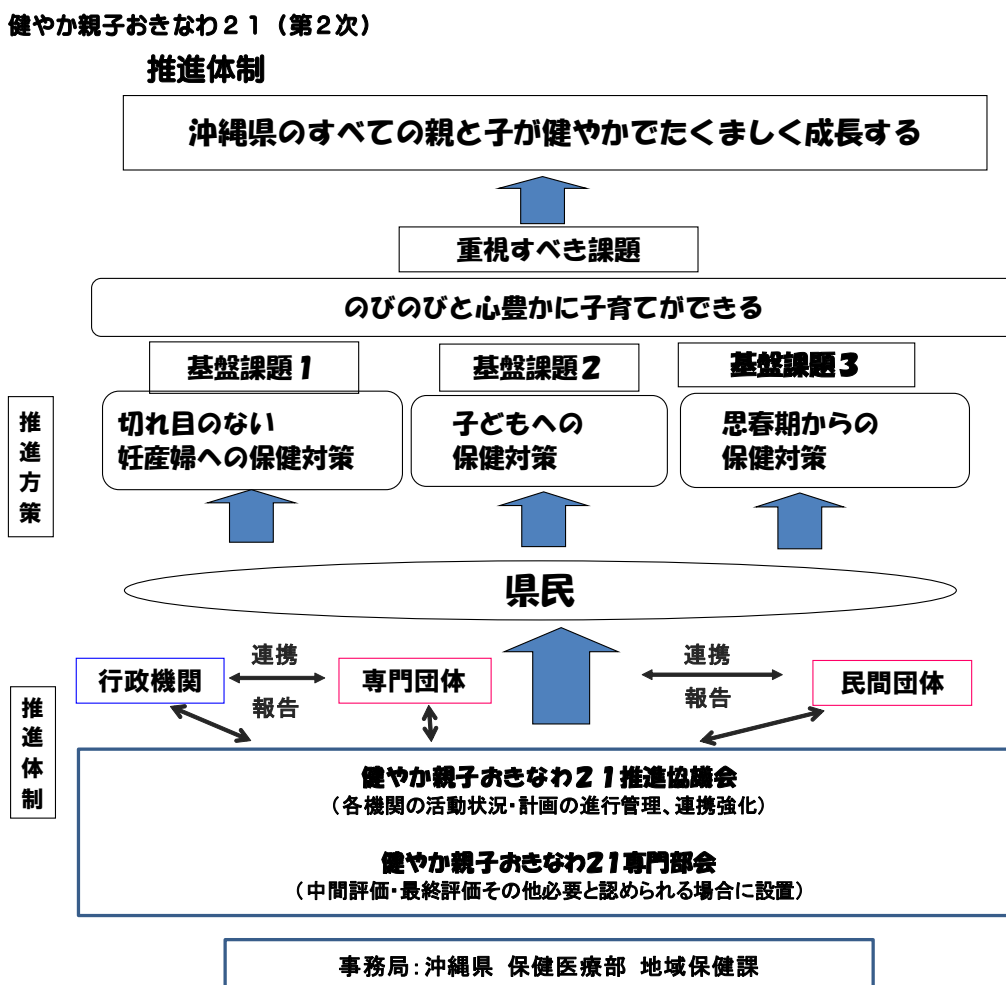 健やか親子おきなわ２１（第２次）
推進体制
沖縄県のすべての親と子が健やかでたくましく成長する
重視すべき課題
のびのびと心豊かに子育てができる
基盤課題１
基盤課題２
基盤課題３
推進方策
切れ目のない
妊産婦への保健対策
子どもへの
保健対策
思春期からの
保健対策
県民
行政機関
連携
報告
専門団体
連携
報告
民間団体
推進体制
健やか親子おきなわ２１推進協議会
（各機関の活動状況・計画の進行管理、連携強化）
健やか親子おきなわ21専門部会
（中間評価・最終評価その他必要と認められる場合に設置）
事務局：沖縄県 保健医療部 地域保健課